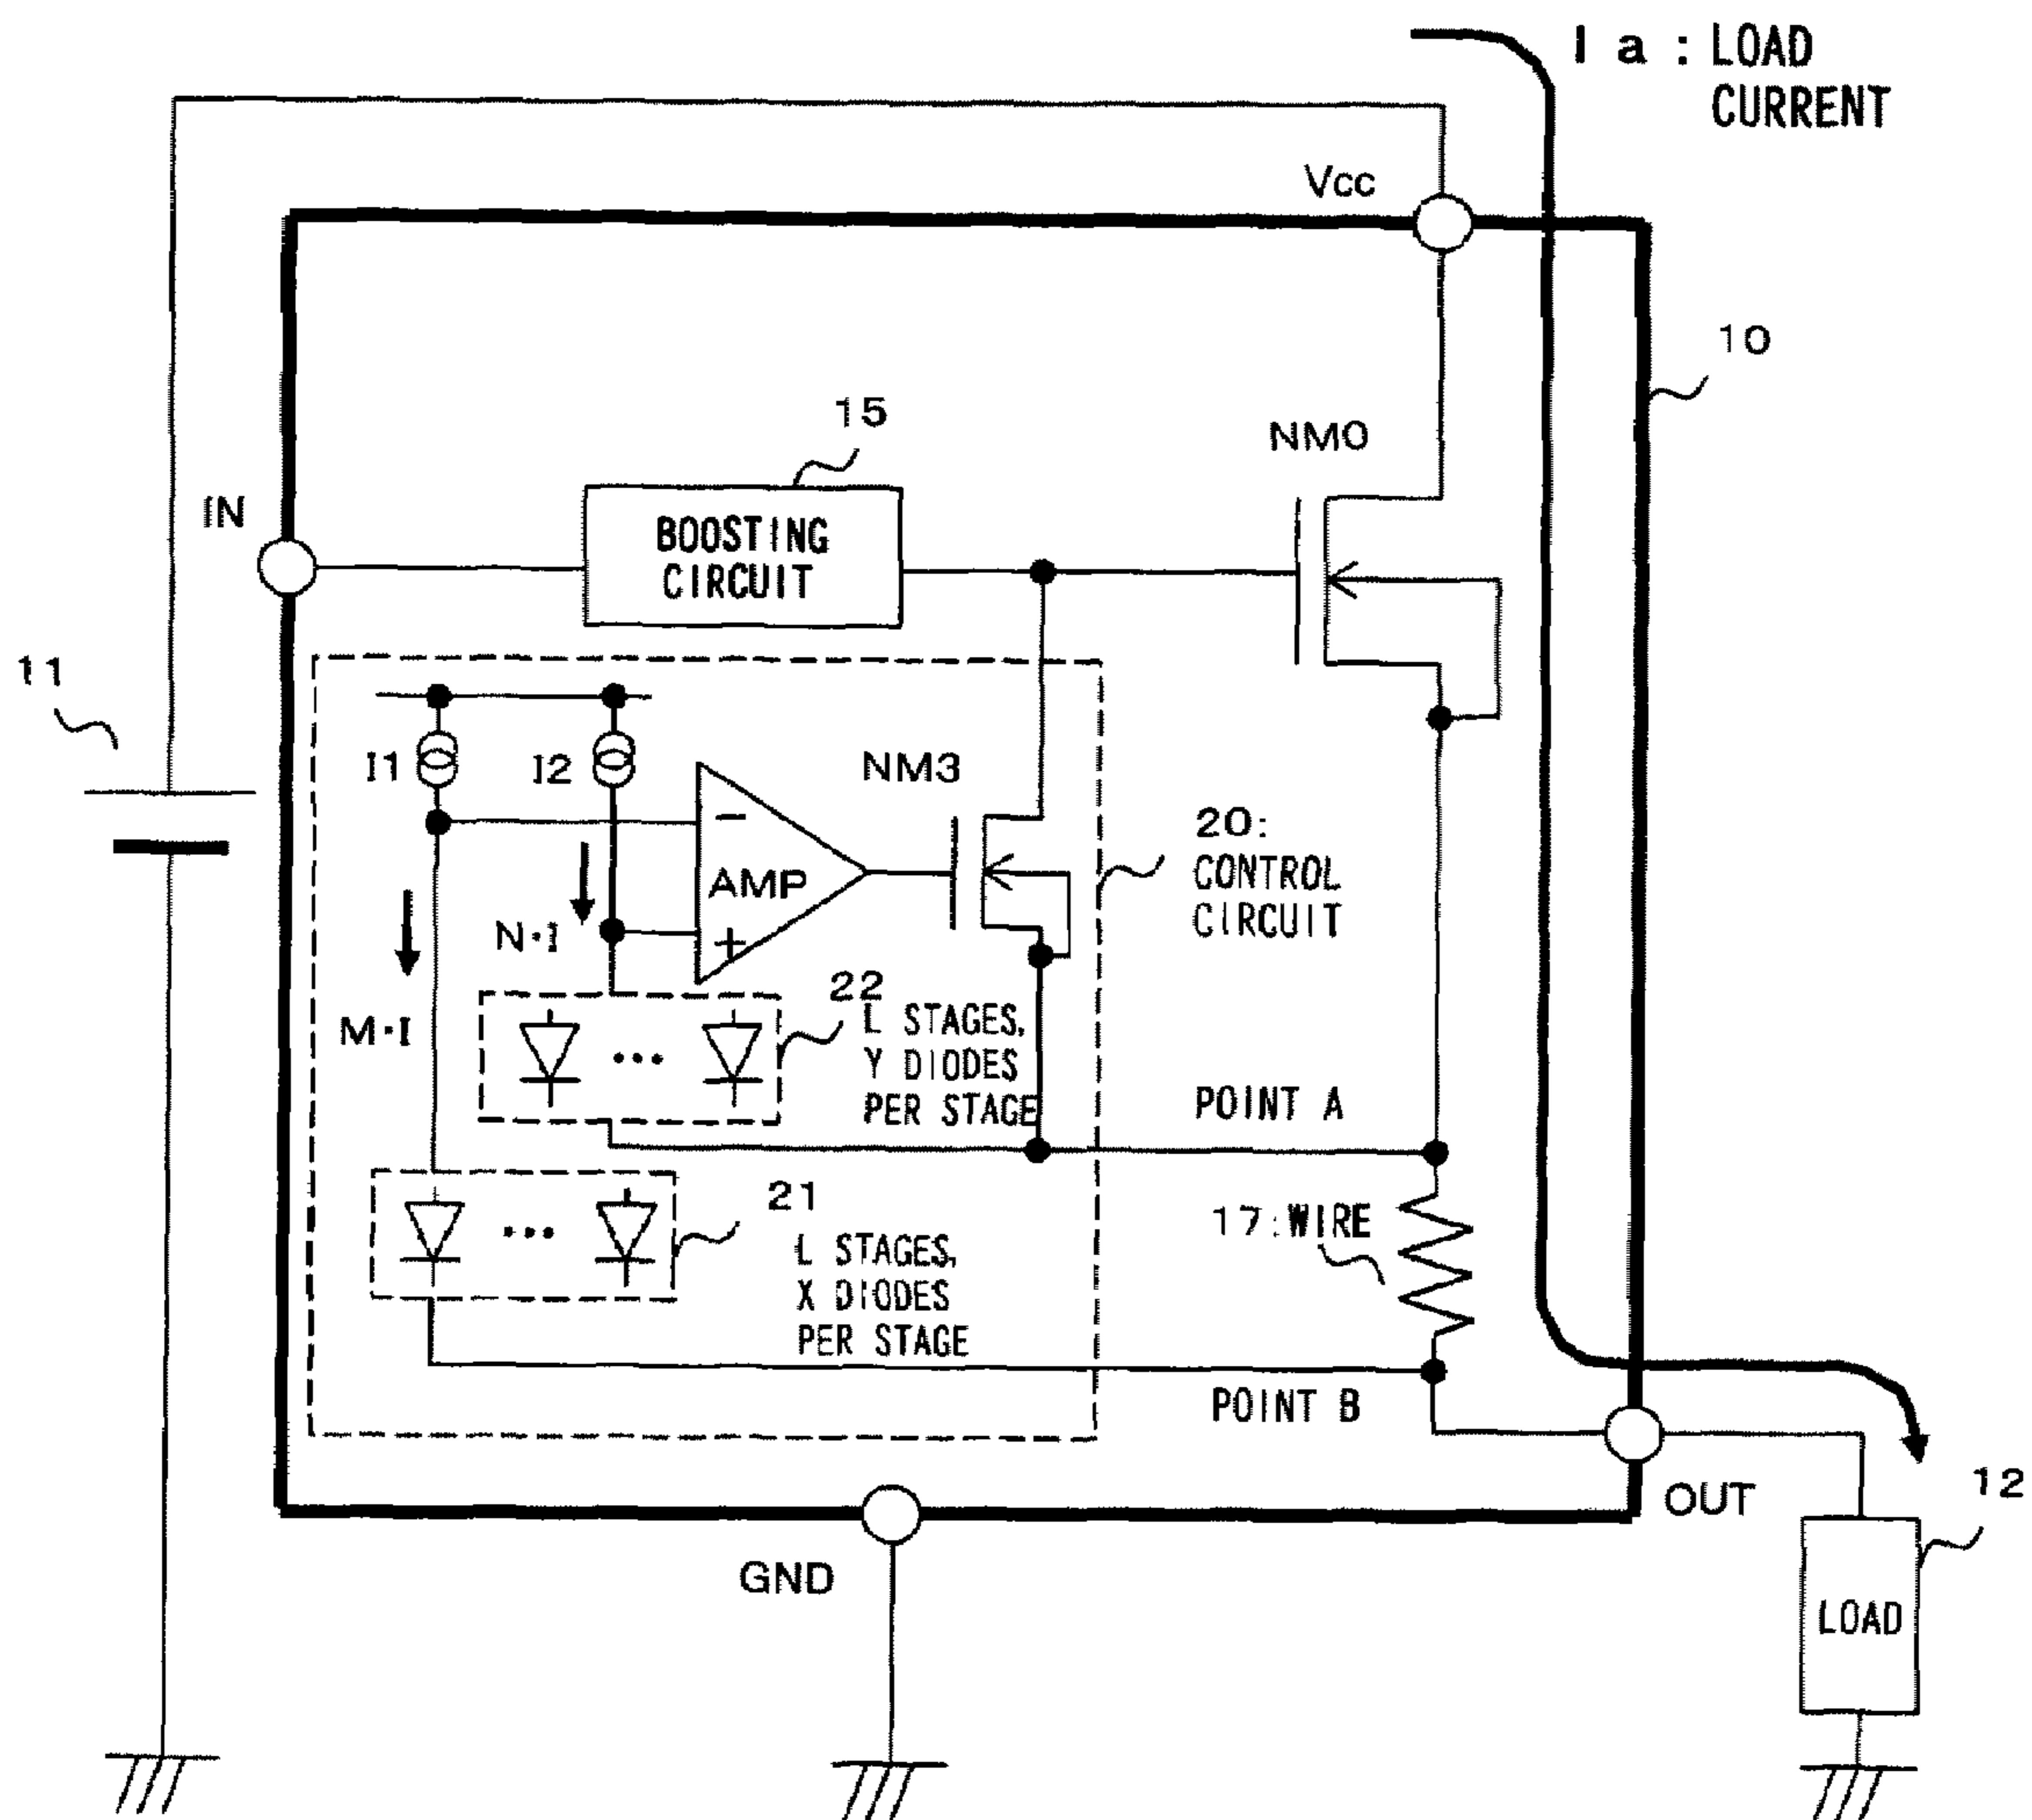 Ia : LOAD
CURRENT
Vcc
10
15
NM0
IN
BOOSTING
CIRCUIT
11
I1
I2
NM3
20:
CONTROL
CIRCUIT
−
AMP
+
N·I
M·I
22
L STAGES,
Y DIODES
PER STAGE
POINT A
21
L STAGES,
X DIODES
PER STAGE
17:WIRE
POINT B
OUT
12
GND
LOAD